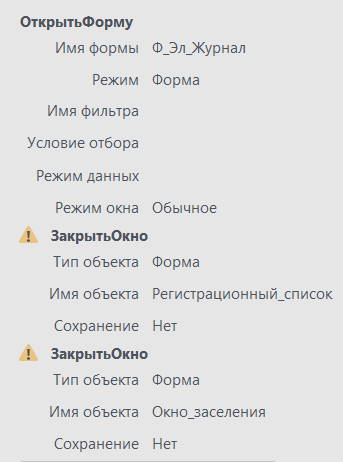 ОткрытьФорму
Имя формы Ф_Эл_Журнал
Режим Форма
Имя фильтра
Условие отбора
Режим данных
Режим окна Обычное
ЗакрытьОкно
Тип объекта Форма
Имя объекта Регистрационный_список
Сохранение Нет
ЗакрытьОкно
Тип объекта Форма
Имя объекта Окно_заселения
Сохранение Нет